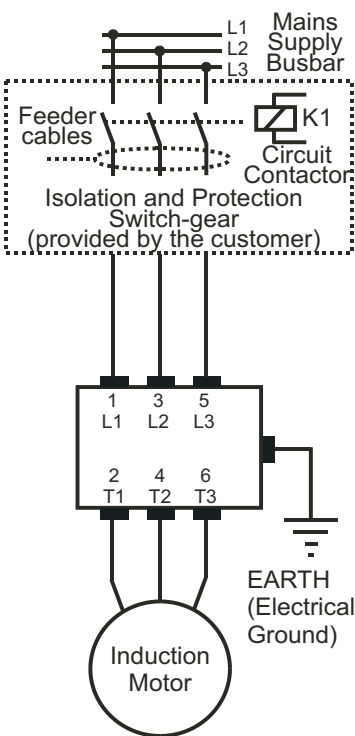 L1
L2
L3
Mains
Supply
Busbar
Feeder
cables
K1
Circuit
Contactor
Isolation and Protection
Switch-gear
(provided by the customer)
1 3 5
L1 L2 L3
2 4 6
T1 T2 T3
EARTH
(Electrical
Ground)
Induction
Motor